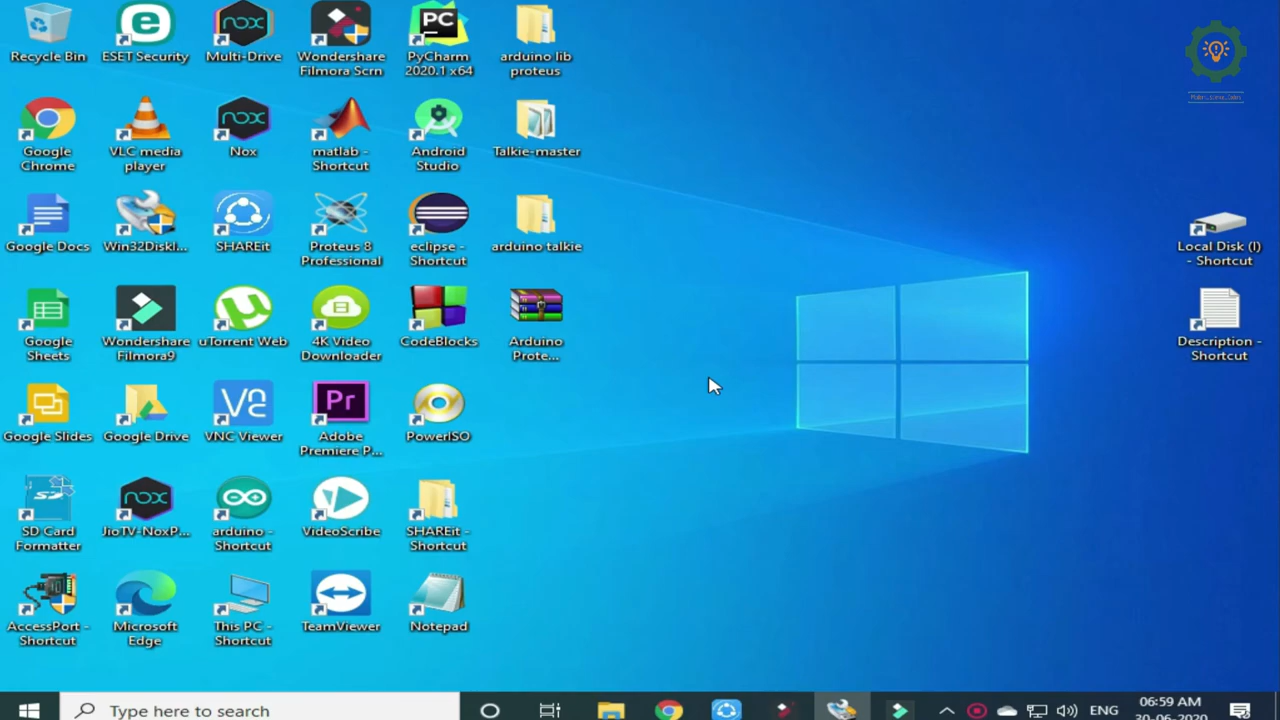 Recycle Bin
ESET Security
Multi-Drive
Wondershare
Filmora Scrn
PyCharm
2020.1 x64
arduino lib
proteus
Google
Chrome
VLC media
player
Nox
matlab -
Shortcut
Android
Studio
Talkie-master
Google Docs
Win32DiskI...
SHAREit
Proteus 8
Professional
eclipse -
Shortcut
arduino talkie
Local Disk (I)
- Shortcut
Google
Sheets
Wondershare
Filmora9
uTorrent Web
4K Video
Downloader
CodeBlocks
Arduino
Prote...
Description -
Shortcut
Google Slides
Google Drive
VNC Viewer
Adobe
Premiere P...
PowerISO
SD Card
Formatter
JioTV-NoxP...
arduino -
Shortcut
VideoScribe
SHAREit -
Shortcut
AccessPort -
Shortcut
Microsoft
Edge
This PC -
Shortcut
TeamViewer
Notepad
Type here to search
ENG
06:59 AM
30-06-2020